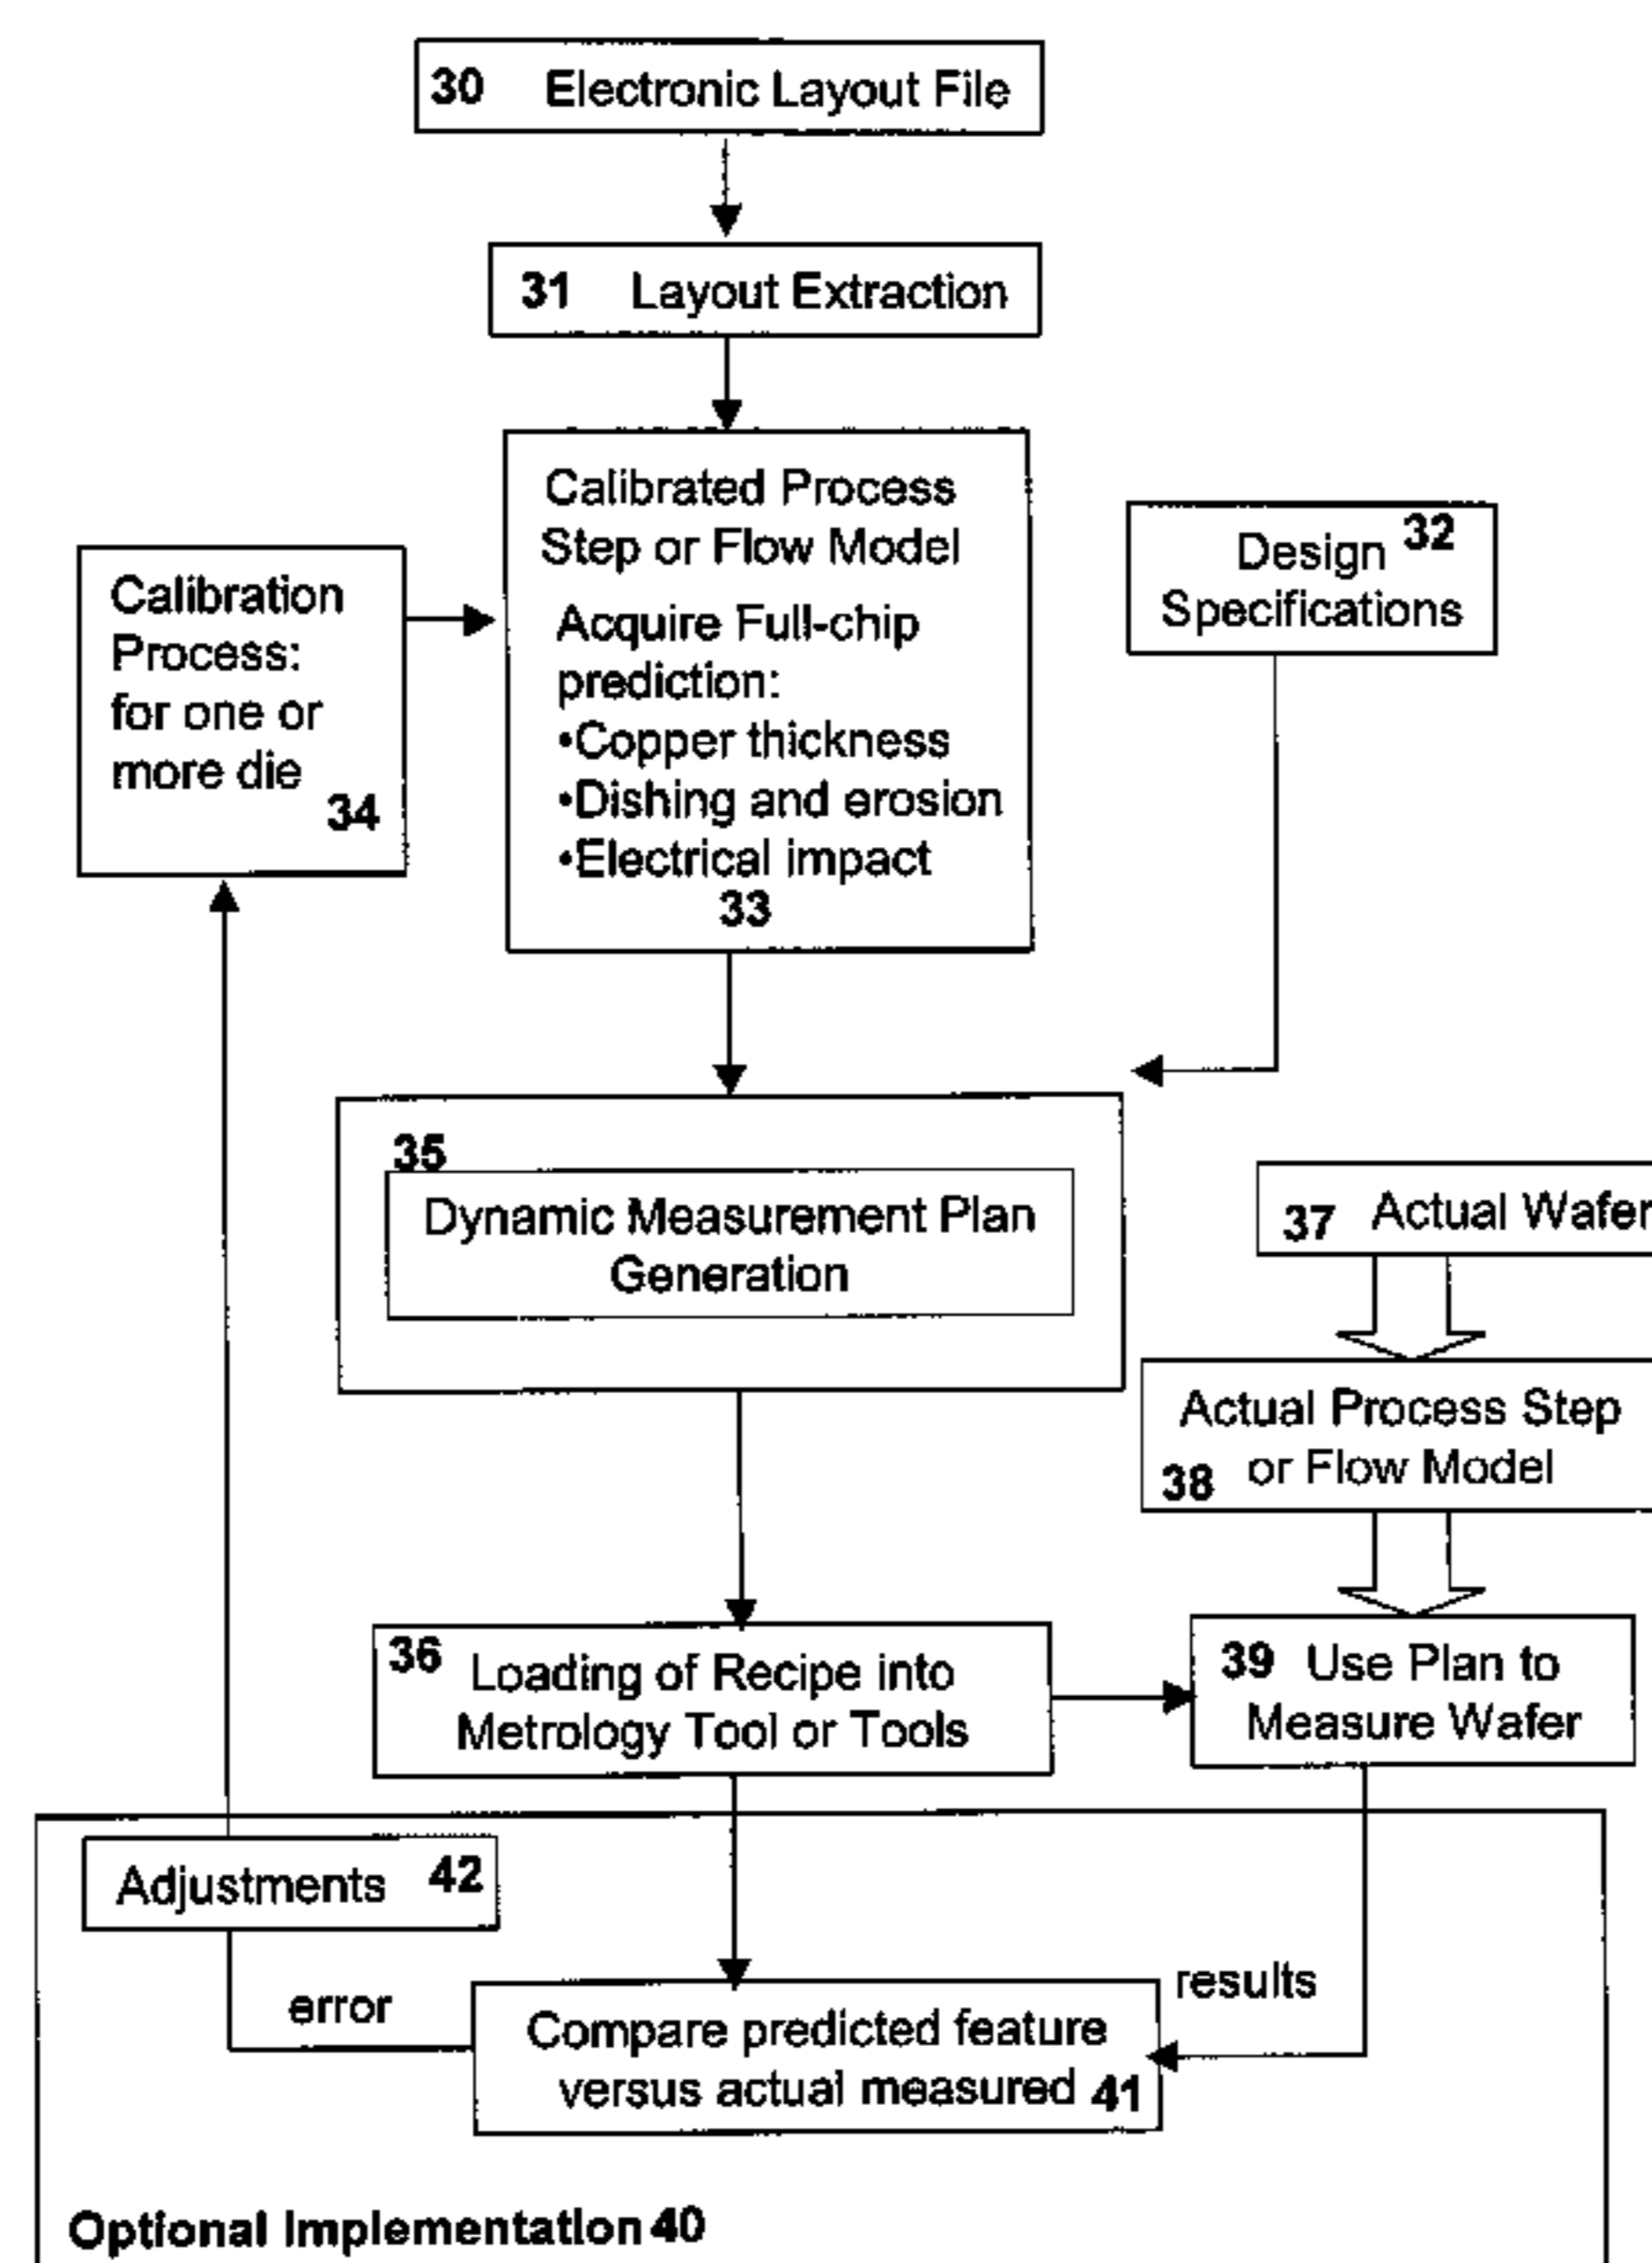 30 Electronic Layout File
31 Layout Extraction
Calibrated Process
Step or Flow Model
Acquire Full-chip
prediction:
•Copper thickness
•Dishing and erosion
•Electrical impact
33
Design 32
Specifications
Calibration
Process:
for one or
more die
34
35
Dynamic Measurement Plan
Generation
37 Actual Wafer
Actual Process Step
38 or Flow Model
36 Loading of Recipe into
Metrology Tool or Tools
39 Use Plan to
Measure Wafer
Adjustments 42
error
results
Compare predicted feature
versus actual measured 41
Optional Implementation 40